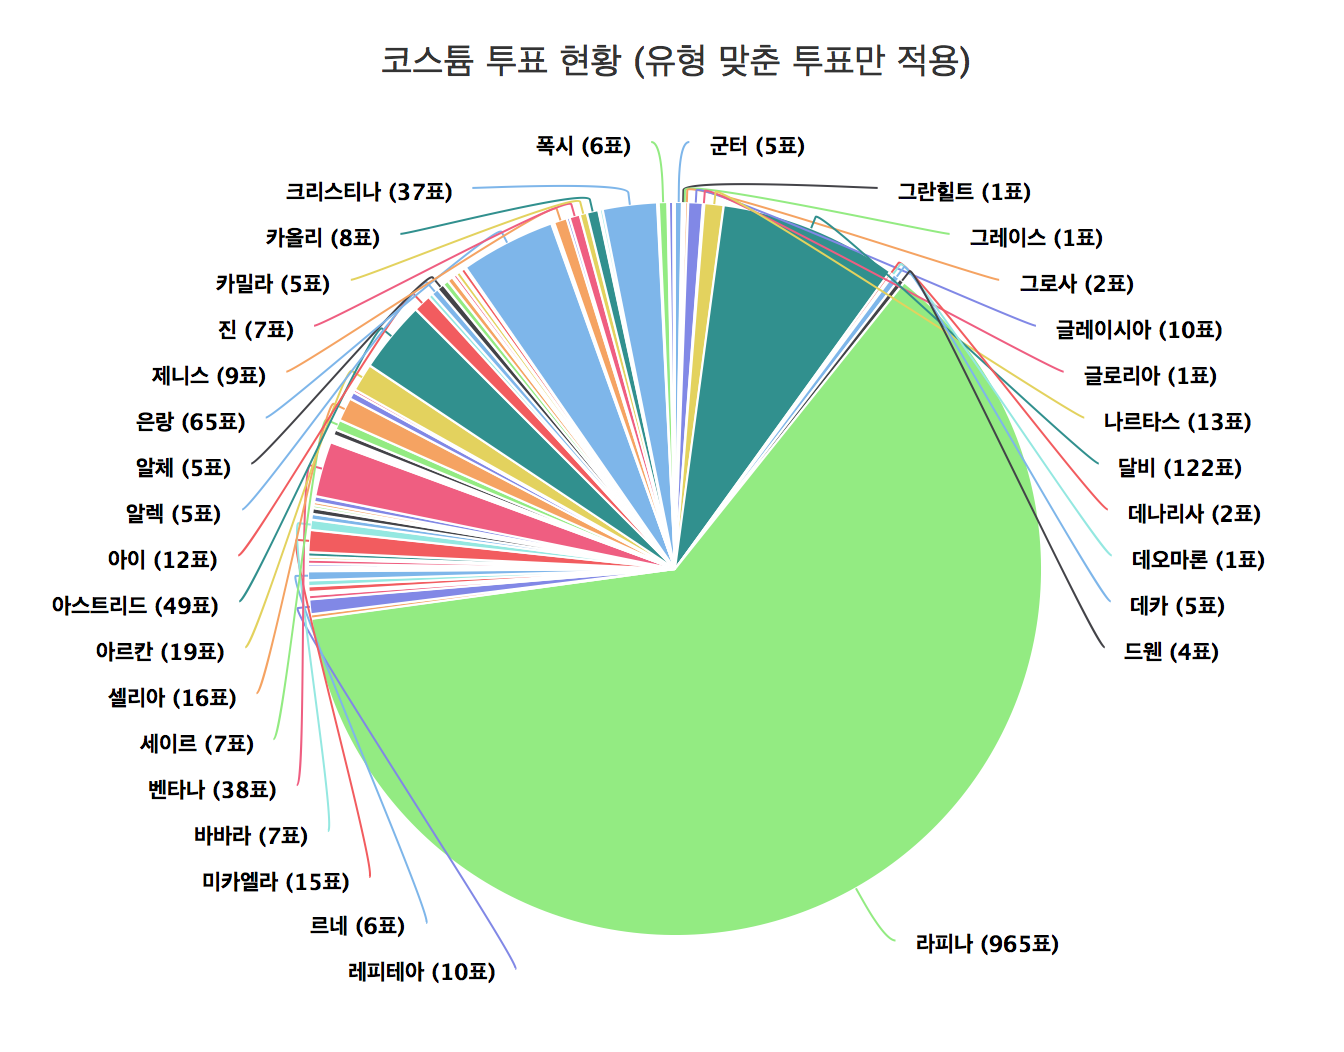 코스튬 투표 현황 (유형 맞춘 투표만 적용)
폭시 (6표)
군터 (5표)
크리스티나 (37표)
그란힐트 (1표)
카올리 (8표)
그레이스 (1표)
카밀라 (5표)
그로사 (2표)
진 (7표)
글레이시아 (10표)
제니스 (9표)
글로리아 (1표)
은랑 (65표)
나르타스 (13표)
알체 (5표)
달비 (122표)
알렉 (5표)
데나리사 (2표)
아이 (12표)
데오마론 (1표)
아스트리드 (49표)
데카 (5표)
아르칸 (19표)
드웬 (4표)
셀리아 (16표)
세이르 (7표)
벤타나 (38표)
바바라 (7표)
미카엘라 (15표)
르네 (6표)
라피나 (965표)
레피테아 (10표)